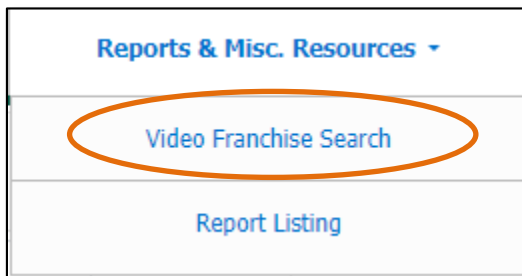 Reports & Misc. Resources
Video Franchise Search
Report Listing